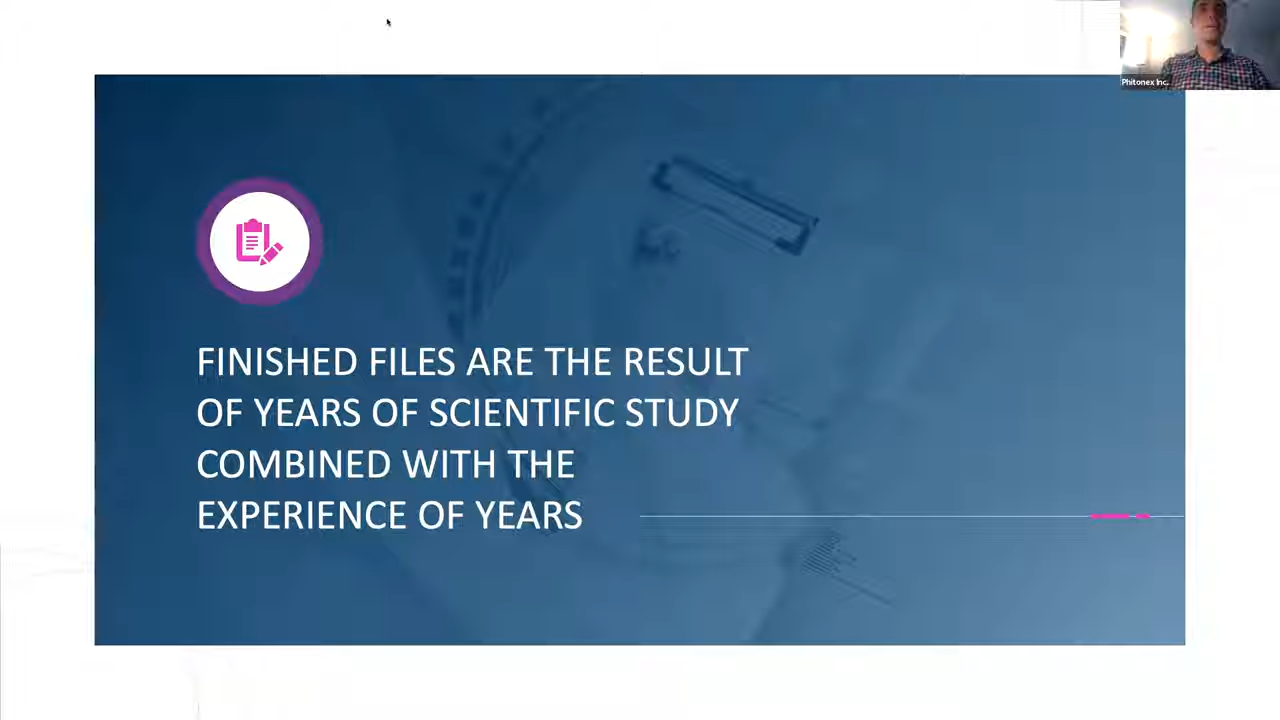 Phitonex Inc.
FINISHED FILES ARE THE RESULT
OF YEARS OF SCIENTIFIC STUDY
COMBINED WITH THE
EXPERIENCE OF YEARS